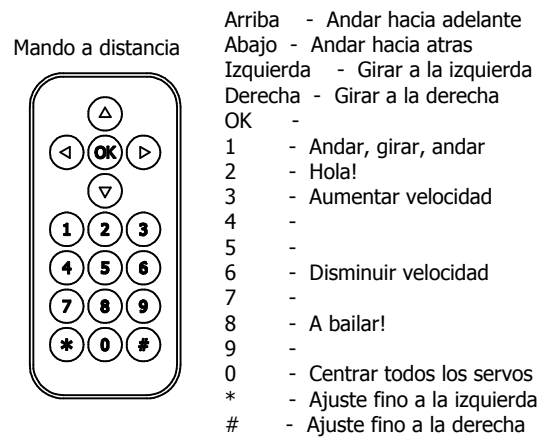 Mando a distancia
OK
1 2 3
4 5 6
7 8 9
* 0 #
Arriba - Andar hacia adelante
Abajo - Andar hacia atras
Izquierda - Girar a la izquierda
Derecha - Girar a la derecha
OK -
1 - Andar, girar, andar
2 - Hola!
3 - Aumentar velocidad
4 -
5 -
6 - Disminuir velocidad
7 -
8 - A bailar!
9 -
0 - Centrar todos los servos
* - Ajuste fino a la izquierda
# - Ajuste fino a la derecha